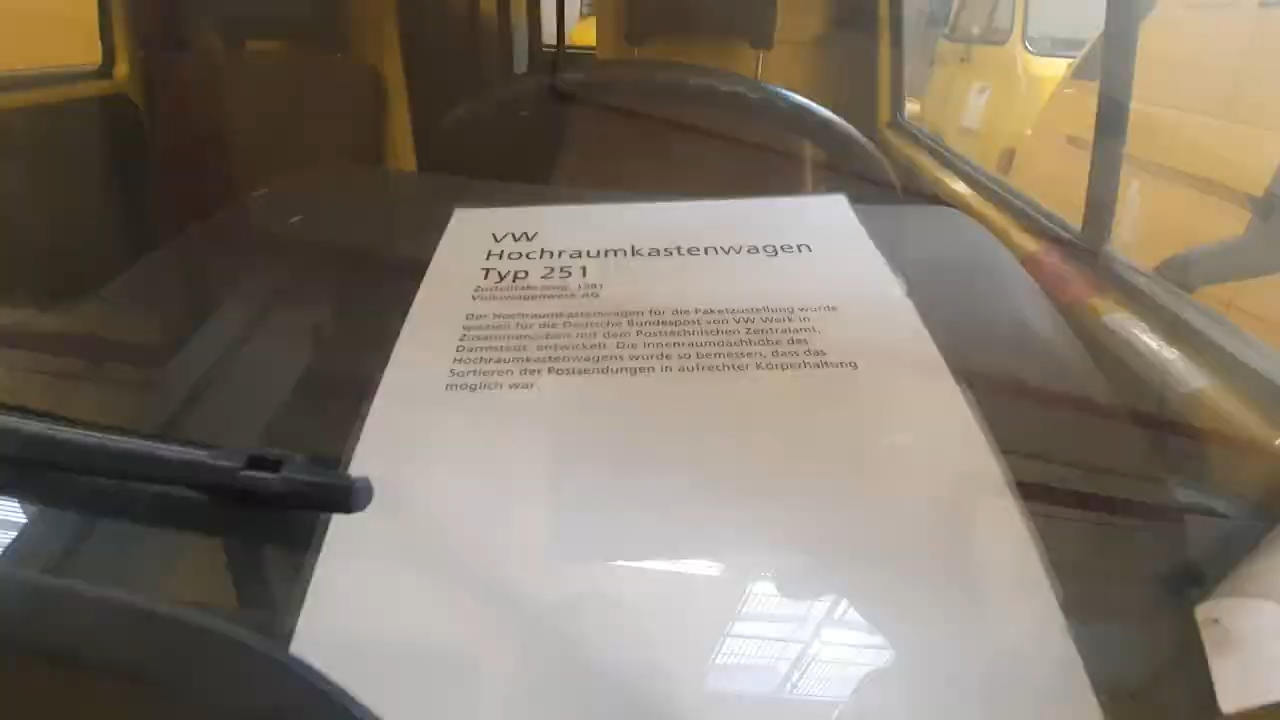 VW
Hochraumkastenwagen
Typ 251
Zustellfahrzeug, 1981
Volkswagenwerk AG
Der Hochraumkastenwagen für die Paketzustellung wurde
speziell für die Deutsche Bundespost von VW Werk in
Zusammenarbeit mit dem Posttechnischen Zentralamt,
Darmstadt, entwickelt. Die Innenraumdachhöhe des
Hochraumkastenwagens wurde so bemessen, dass das
Sortieren der Postsendungen in aufrechter Körperhaltung
möglich war.